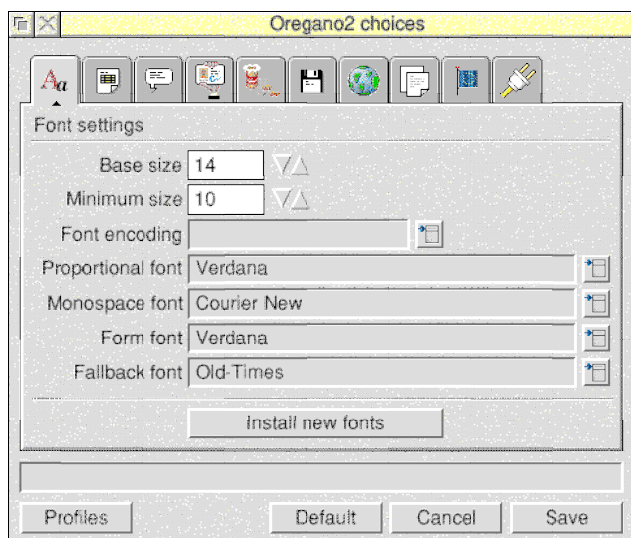 Oregano2 choices
Aa
Font settings
Base size 14
Minimum size 10
Font encoding
Proportional font Verdana
Monospace font Courier New
Form font Verdana
Fallback font Old-Times
Install new fonts
Profiles Default Cancel Save